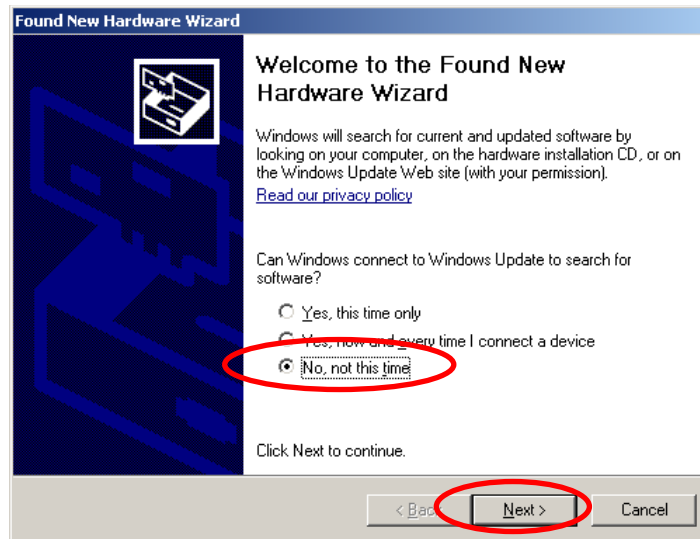 Found New Hardware Wizard
Welcome to the Found New
Hardware Wizard
Windows will search for current and updated software by
looking on your computer, on the hardware installation CD, or on
the Windows Update Web site (with your permission).
Read our privacy policy
Can Windows connect to Windows Update to search for
software?
Yes, this time only
Yes, now and every time I connect a device
No, not this time
Click Next to continue.
< Back
Next >
Cancel